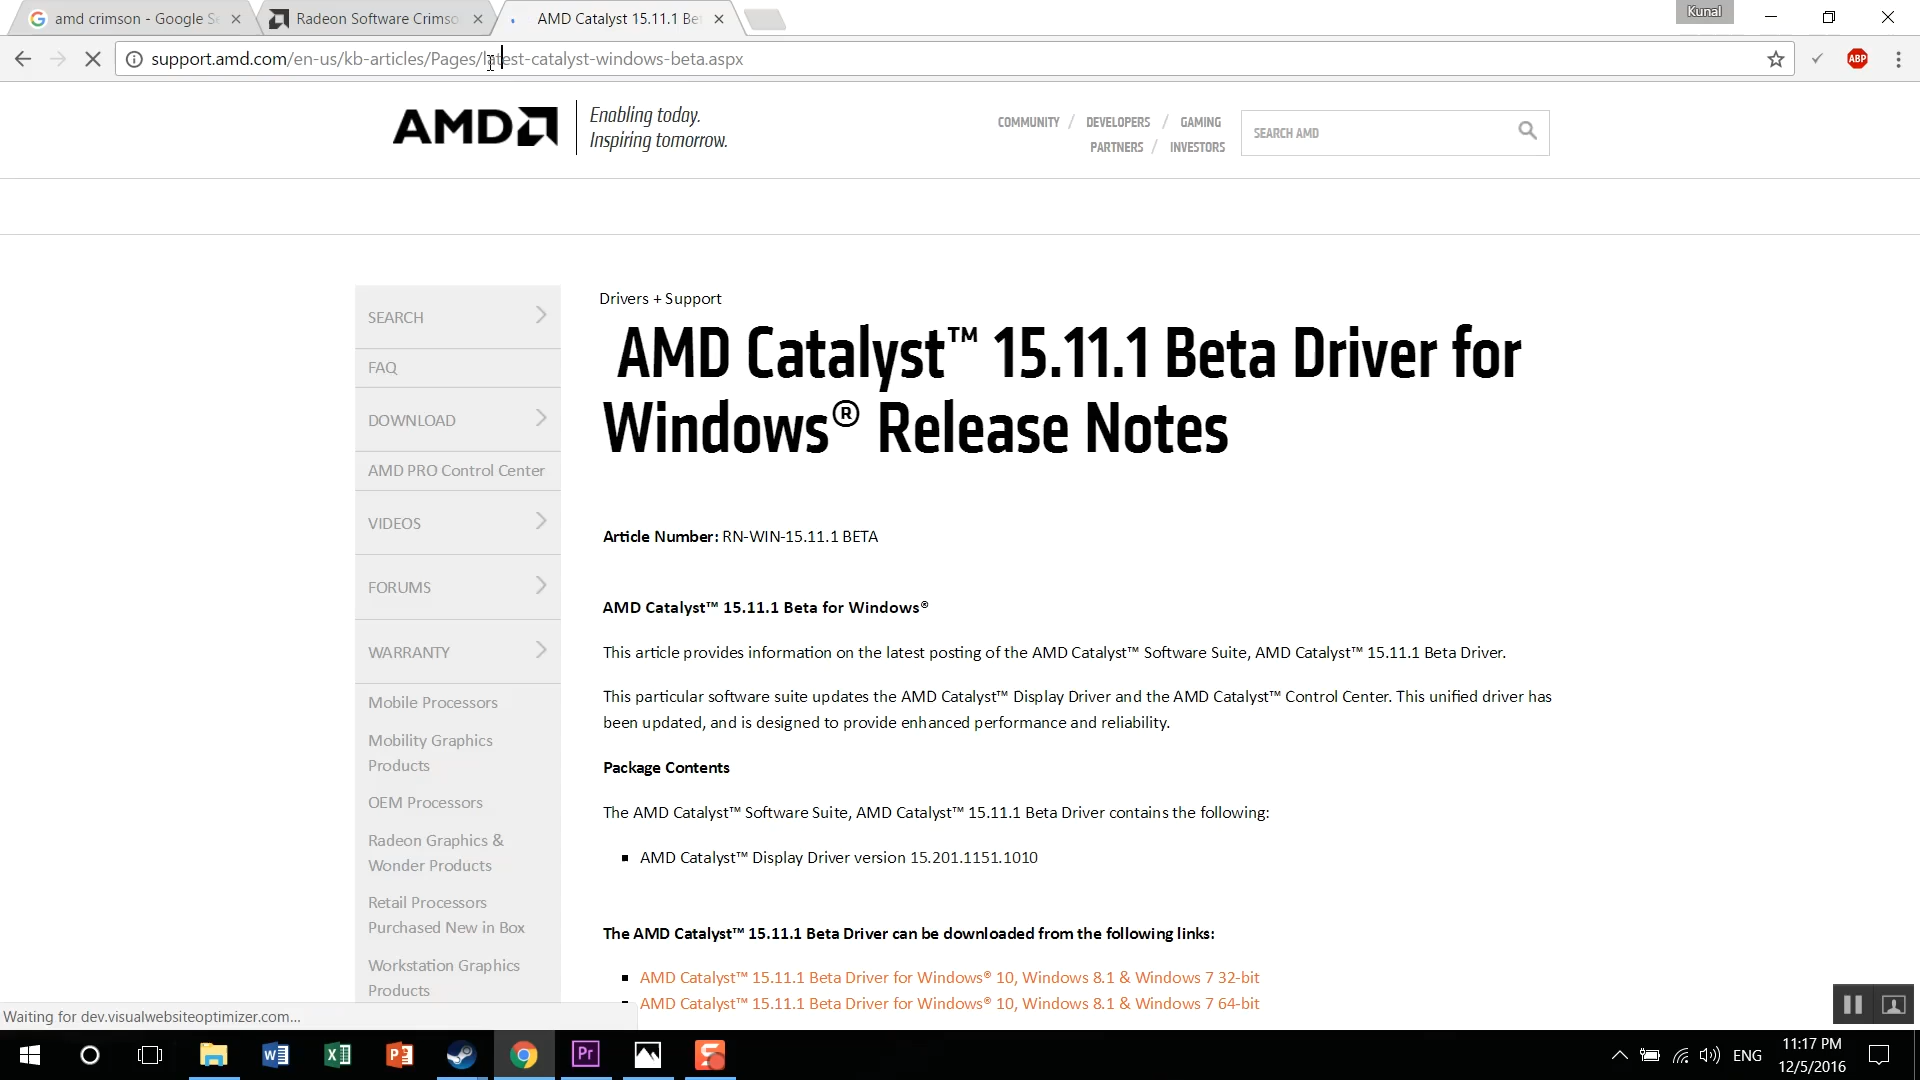 amd crimson - Google Se
Radeon Software Crimso
AMD Catalyst 15.11.1 Be
Kunal
support.amd.com/en-us/kb-articles/Pages/latest-catalyst-windows-beta.aspx
ABP
AMD
Enabling today.
Inspiring tomorrow.
COMMUNITY / DEVELOPERS / GAMING
PARTNERS / INVESTORS
SEARCH AMD
SEARCH
FAQ
DOWNLOAD
AMD PRO Control Center
VIDEOS
FORUMS
WARRANTY
Mobile Processors
Mobility Graphics
Products
OEM Processors
Radeon Graphics &
Wonder Products
Retail Processors
Purchased New in Box
Workstation Graphics
Products
Drivers + Support
AMD Catalyst™ 15.11.1 Beta Driver for
Windows® Release Notes
Article Number: RN-WIN-15.11.1 BETA
AMD Catalyst™ 15.11.1 Beta for Windows®
This article provides information on the latest posting of the AMD Catalyst™ Software Suite, AMD Catalyst™ 15.11.1 Beta Driver.
This particular software suite updates the AMD Catalyst™ Display Driver and the AMD Catalyst™ Control Center. This unified driver has
been updated, and is designed to provide enhanced performance and reliability.
Package Contents
The AMD Catalyst™ Software Suite, AMD Catalyst™ 15.11.1 Beta Driver contains the following:
▪ AMD Catalyst™ Display Driver version 15.201.1151.1010
The AMD Catalyst™ 15.11.1 Beta Driver can be downloaded from the following links:
▪ AMD Catalyst™ 15.11.1 Beta Driver for Windows® 10, Windows 8.1 & Windows 7 32-bit
▪ AMD Catalyst™ 15.11.1 Beta Driver for Windows® 10, Windows 8.1 & Windows 7 64-bit
Waiting for dev.visualwebsiteoptimizer.com...
Pr
ENG
11:17 PM
12/5/2016